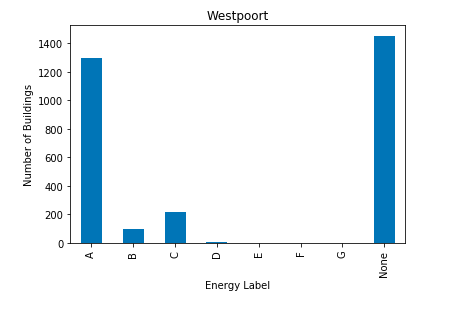 Westpoort
1400
1200
1000
800
600
400
200
0
Number of Buildings
A
B
C
D
E
F
G
None
Energy Label